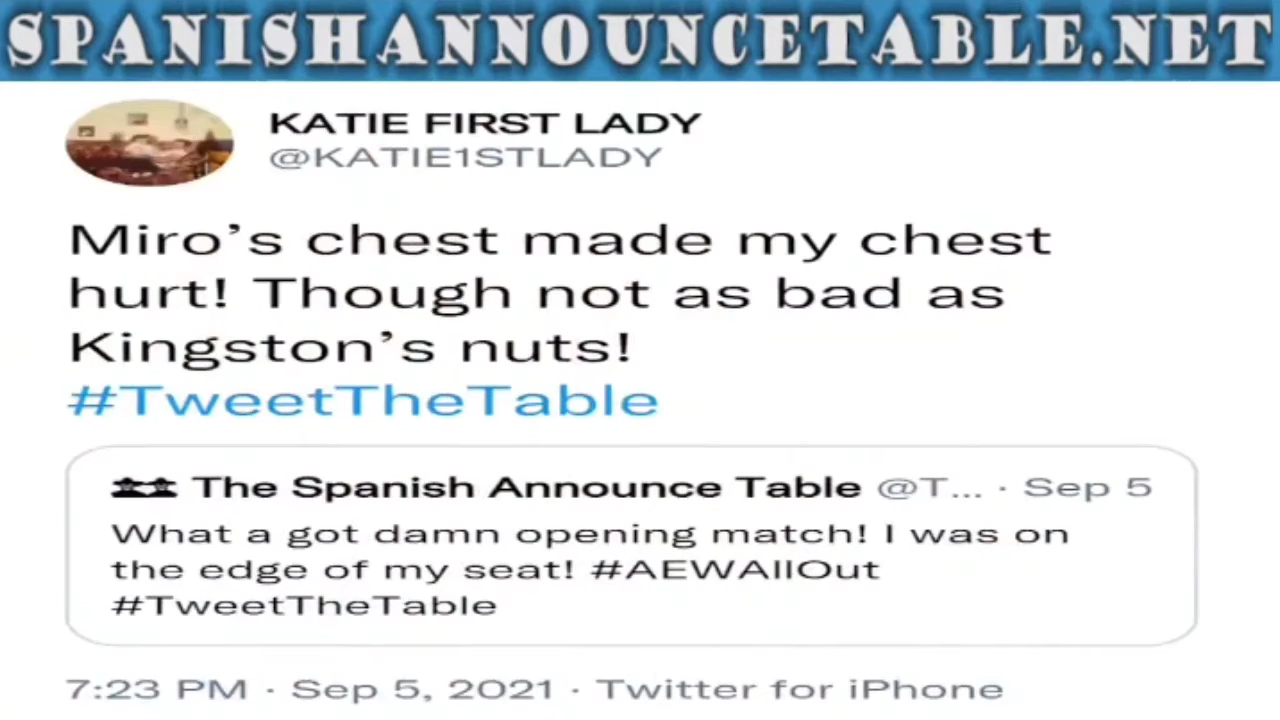 SPANISHANNOUNCETABLE.NET
KATIE FIRST LADY
@KATIE1STLADY
Miro's chest made my chest
hurt! Though not as bad as
Kingston's nuts!
#TweetTheTable
The Spanish Announce Table @T... · Sep 5
What a got damn opening match! I was on
the edge of my seat! #AEWAllOut
#TweetTheTable
7:23 PM · Sep 5, 2021 · Twitter for iPhone